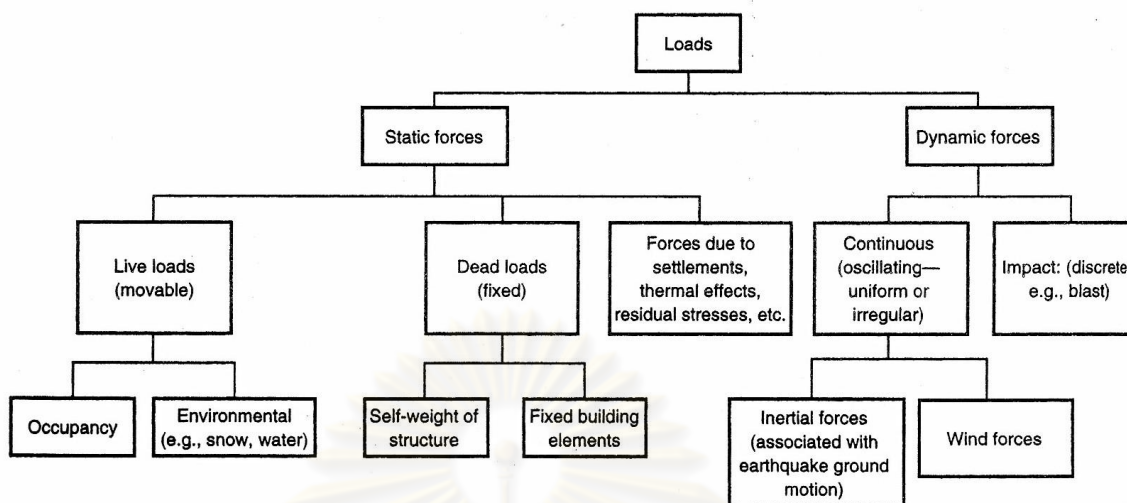 Loads
Static forces
Dynamic forces
Live loads
(movable)
Dead loads
(fixed)
Forces due to
settlements,
thermal effects,
residual stresses, etc.
Continuous
(oscillating—
uniform or
irregular)
Impact: (discrete
e.g., blast)
Occupancy
Environmental
(e.g., snow, water)
Self-weight of
structure
Fixed building
elements
Inertial forces
(associated with
earthquake ground
motion)
Wind forces